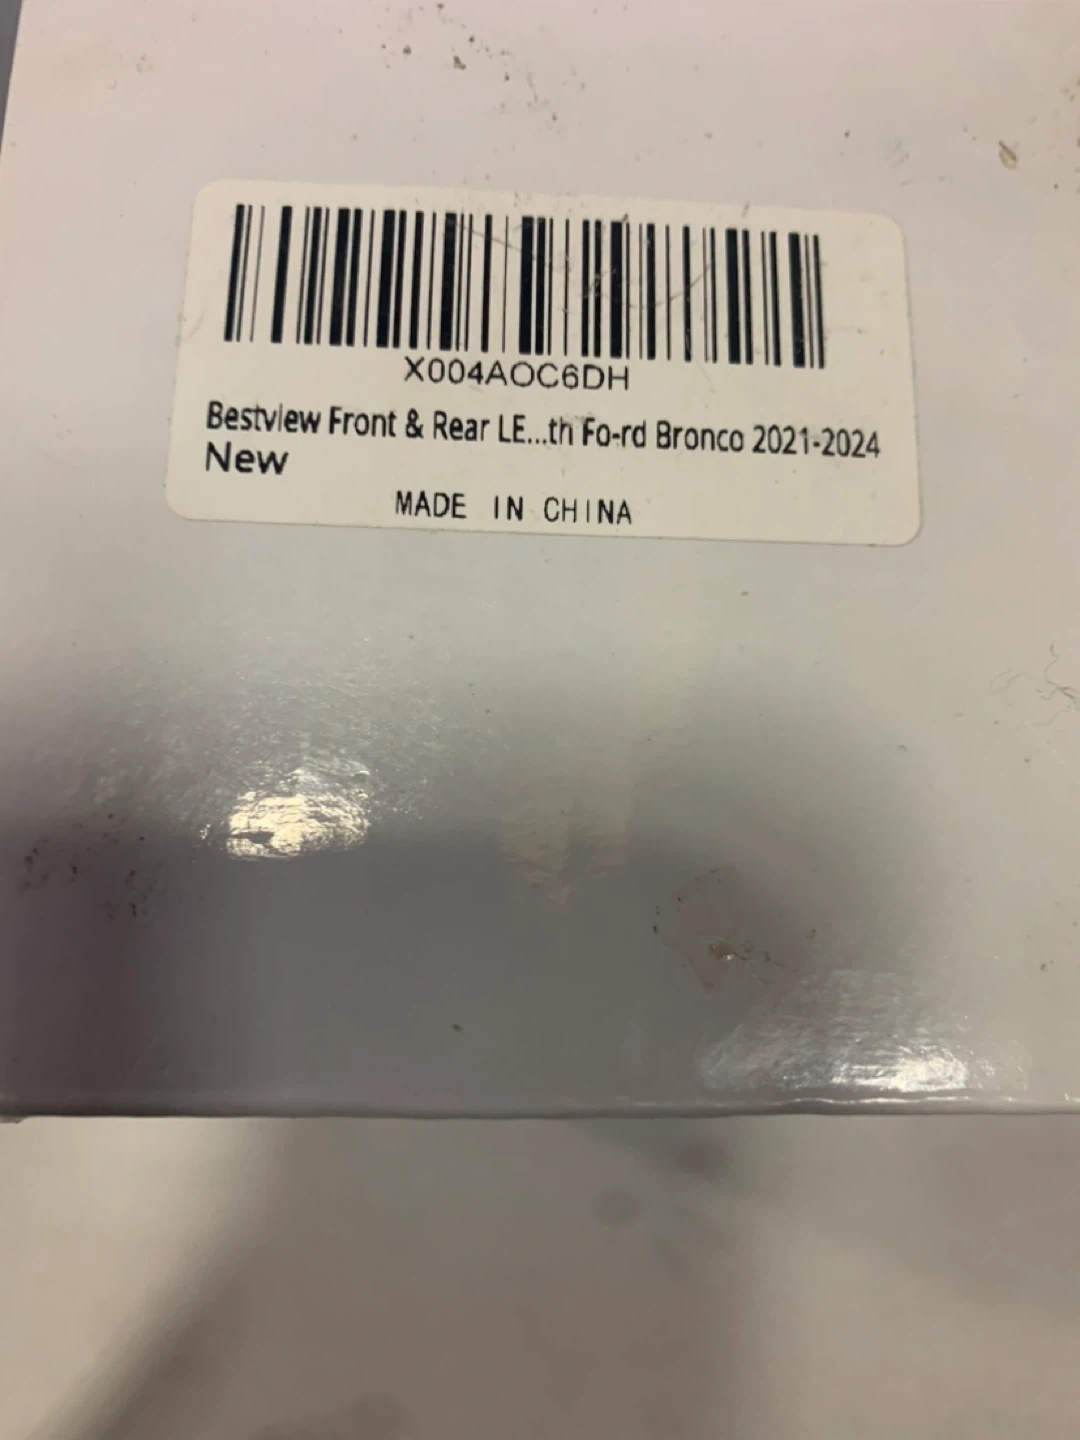 X004AOC6DH
Bestview Front & Rear LE...th Fo-rd Bronco 2021-2024
New
MADE IN CHINA